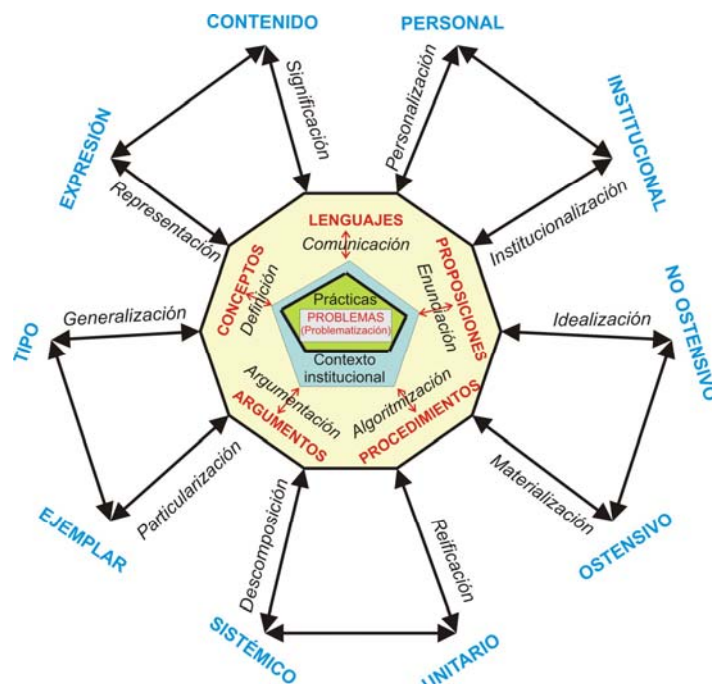 CONTENIDO
PERSONAL
Significación
Personalización
EXPRESIÓN
INSTITUCIONAL
Representación
Institucionalización
LENGUAJES
Comunicación
CONCEPTOS
Definición
PROPOSICIONES
Enunciación
Prácticas
PROBLEMAS
(Problematización)
Contexto
institucional
TIPO
Generalización
Idealización
NO OSTENSIVO
Argumentación
ARGUMENTOS
Algoritmización
PROCEDIMIENTOS
EJEMPLAR
Particularización
Materialización
OSTENSIVO
Descomposición
Reificación
SISTÉMICO
UNITARIO